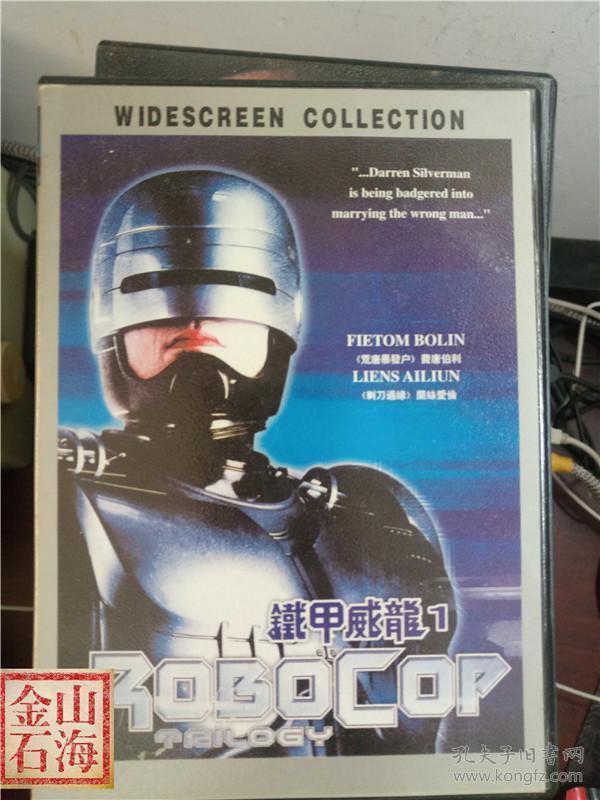 WIDESCREEN COLLECTION
"...Darren Silverman
is being badgered into
marrying the wrong man..."
FIETOM BOLIN
《荒唐暴發户》費唐伯利
LIENS AILIUN
《剃刀邊緣》蘭絲愛倫
鐵甲威龍1
ROBOCOP
TRILOGY
金山
石海
孔夫子旧书网
www.kongfz.com